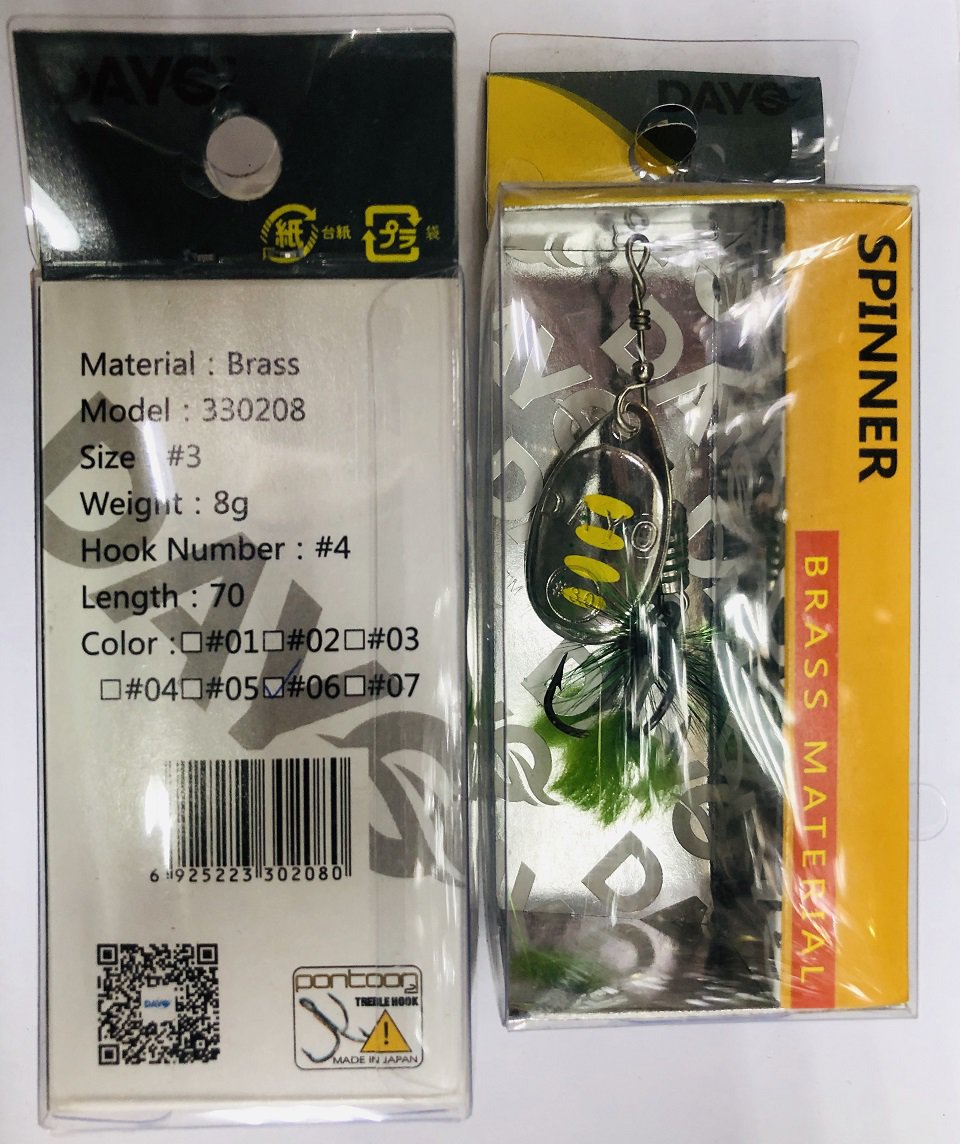 DAYO
紙 台紙 プラ 袋
Material : Brass
Model : 330208
Size : #3
Weight : 8g
Hook Number : #4
Length : 70
Color : □#01□#02□#03
□#04□#05☑#06□#07
6 925223 302080
DAYO
pontoon2
TREBLE HOOK
MADE IN JAPAN
DAYO
SPINNER
BRASS MATERIAL